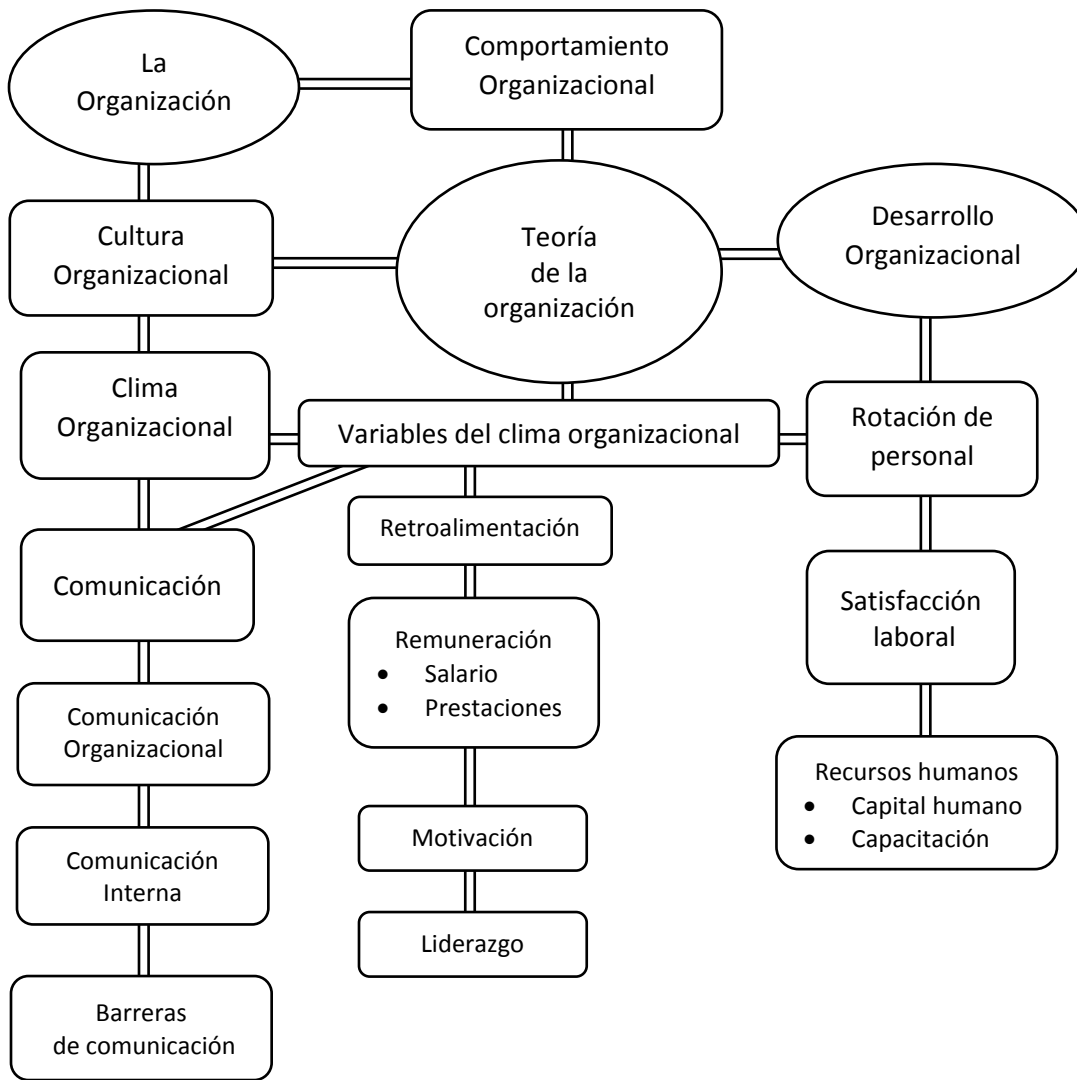 La
Organización
Comportamiento
Organizacional
Cultura
Organizacional
Teoría
de la
organización
Desarrollo
Organizacional
Clima
Organizacional
Variables del clima organizacional
Rotación de
personal
Comunicación
Retroalimentación
Satisfacción
laboral
Remuneración
• Salario
• Prestaciones
Comunicación
Organizacional
Recursos humanos
• Capital humano
• Capacitación
Motivación
Comunicación
Interna
Liderazgo
Barreras
de comunicación